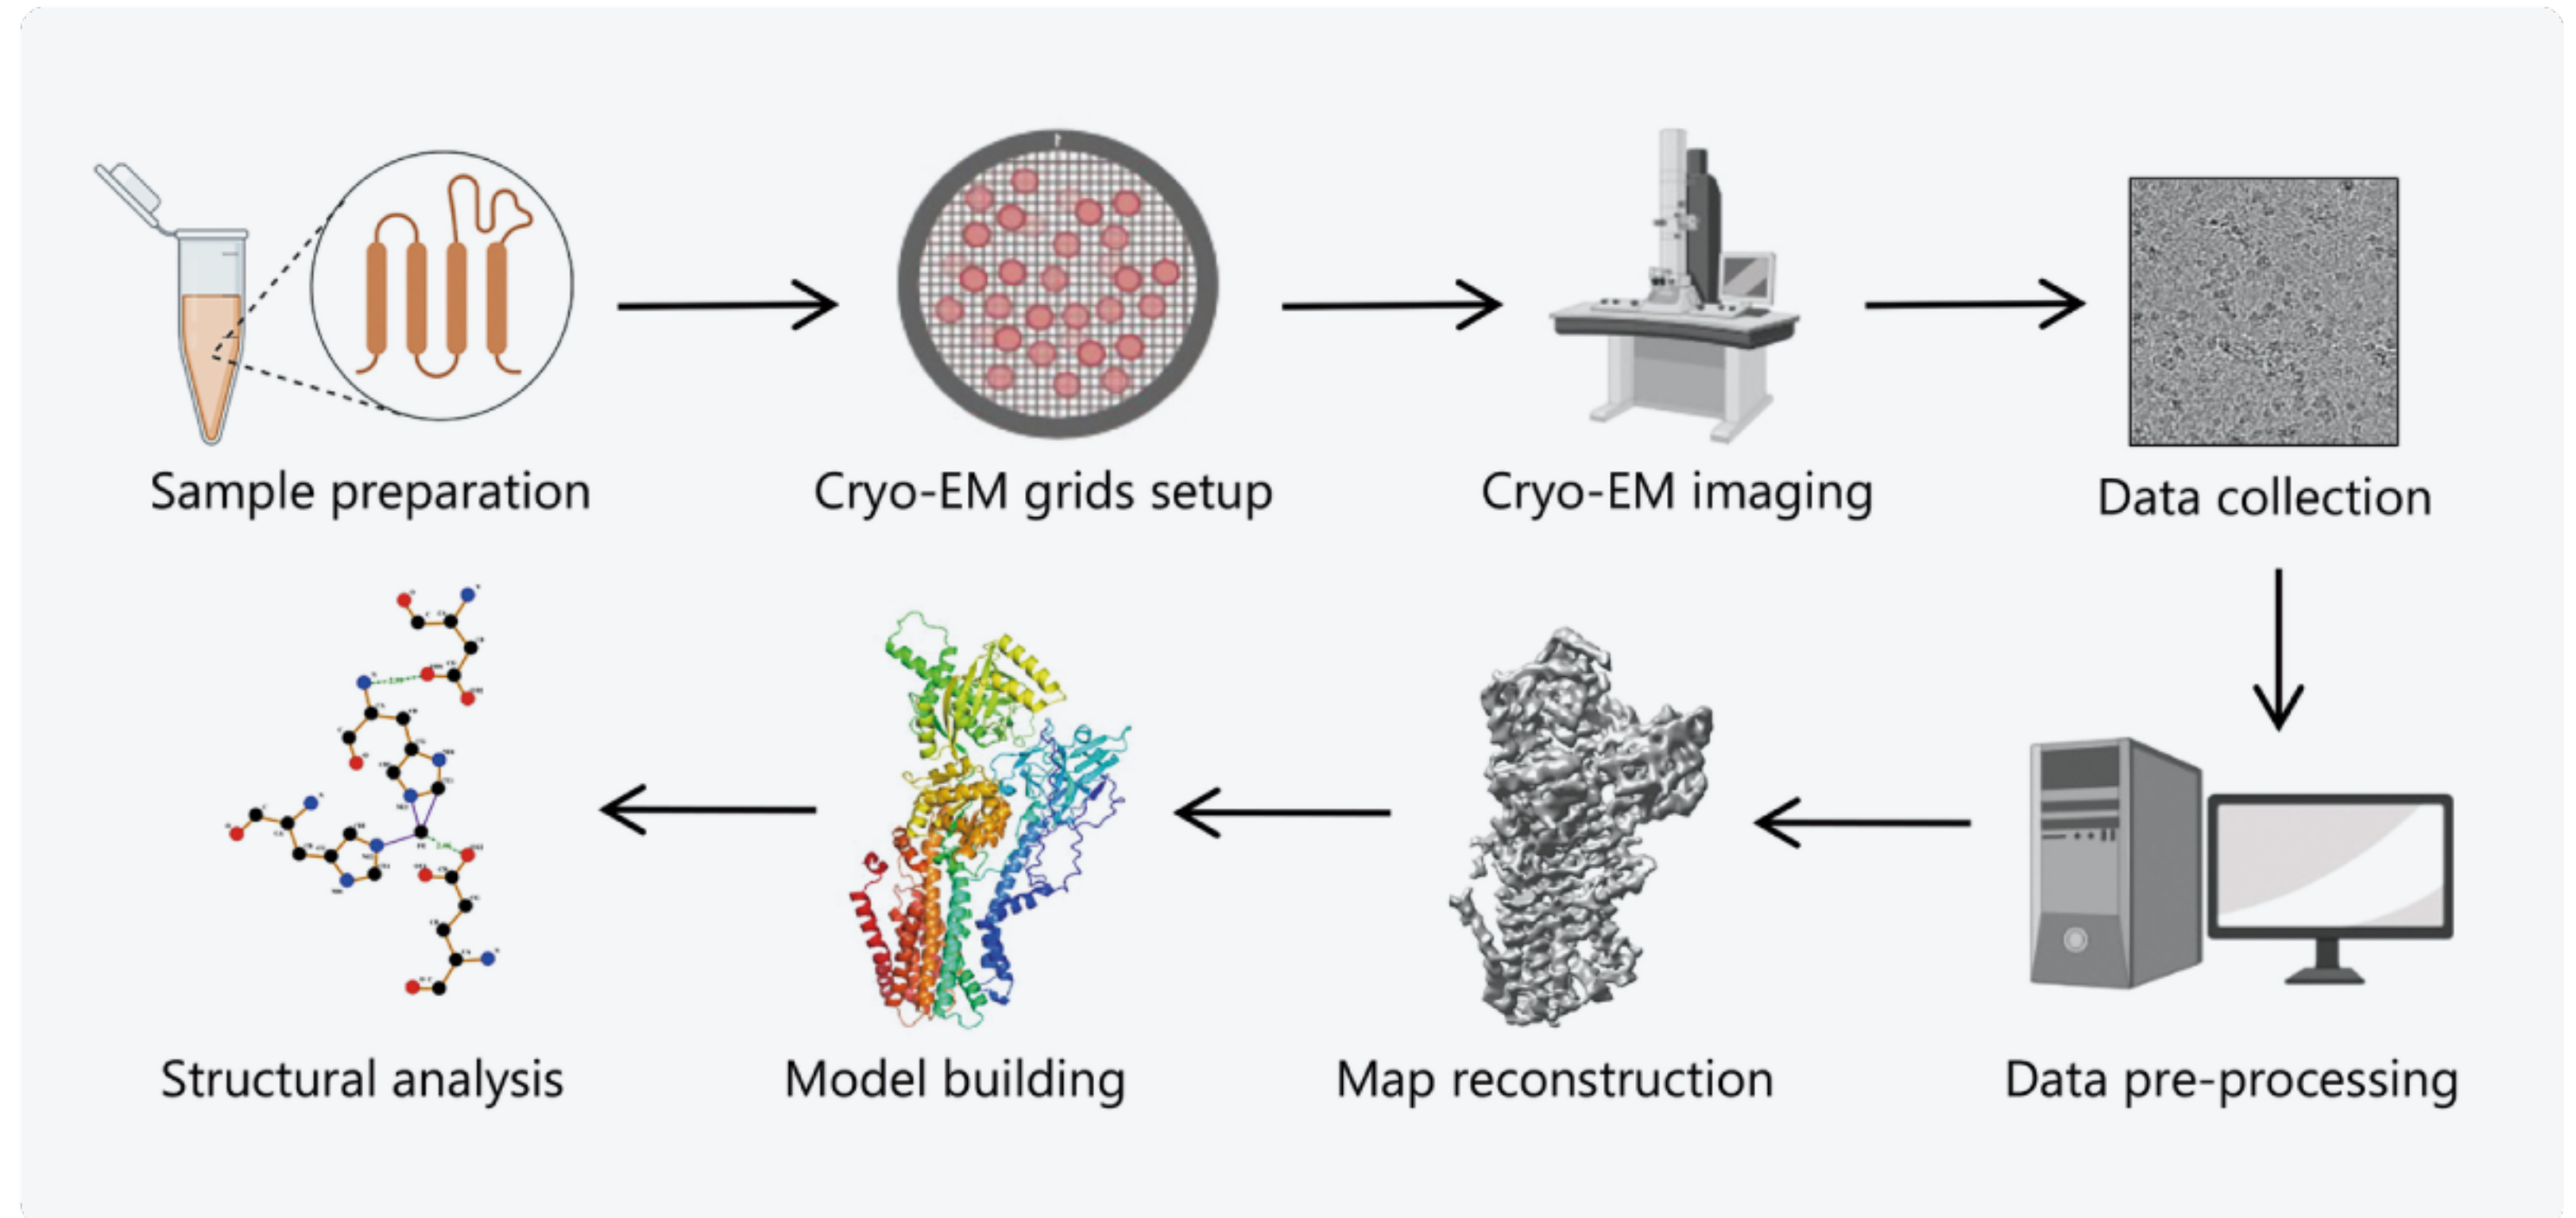 Sample preparation
Cryo-EM grids setup
Cryo-EM imaging
Data collection
Data pre-processing
Map reconstruction
Model building
Structural analysis